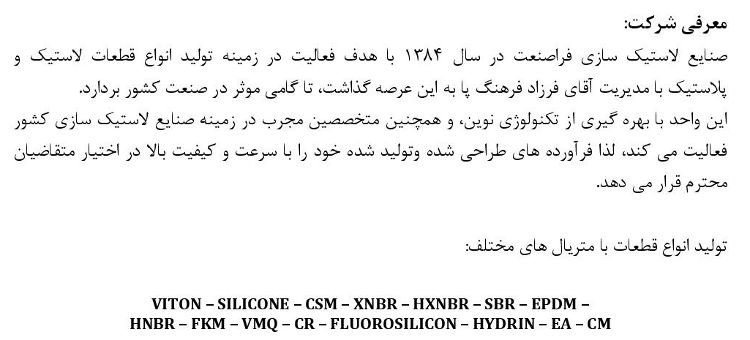 معرفی شرکت:
صنایع لاستیک سازی فراصنعت در سال ۱۳۸۴ با هدف فعالیت در زمینه تولید انواع قطعات لاستیک و
پلاستیک با مدیریت آقای فرزاد فرهنگ پا به این عرصه گذاشت، تا گامی موثر در صنعت کشور بردارد.
این واحد با بهره گیری از تکنولوژی نوین، و همچنین متخصصین مجرب در زمینه صنایع لاستیک سازی کشور
فعالیت می کند، لذا فرآورده های طراحی شده وتولید شده خود را با سرعت و کیفیت بالا در اختیار متقاضیان
محترم قرار می دهد.
تولید انواع قطعات با متریال های مختلف:
VITON – SILICONE – CSM – XNBR – HXNBR – SBR – EPDM –
HNBR – FKM – VMQ – CR – FLUOROSILICON – HYDRIN – EA – CM